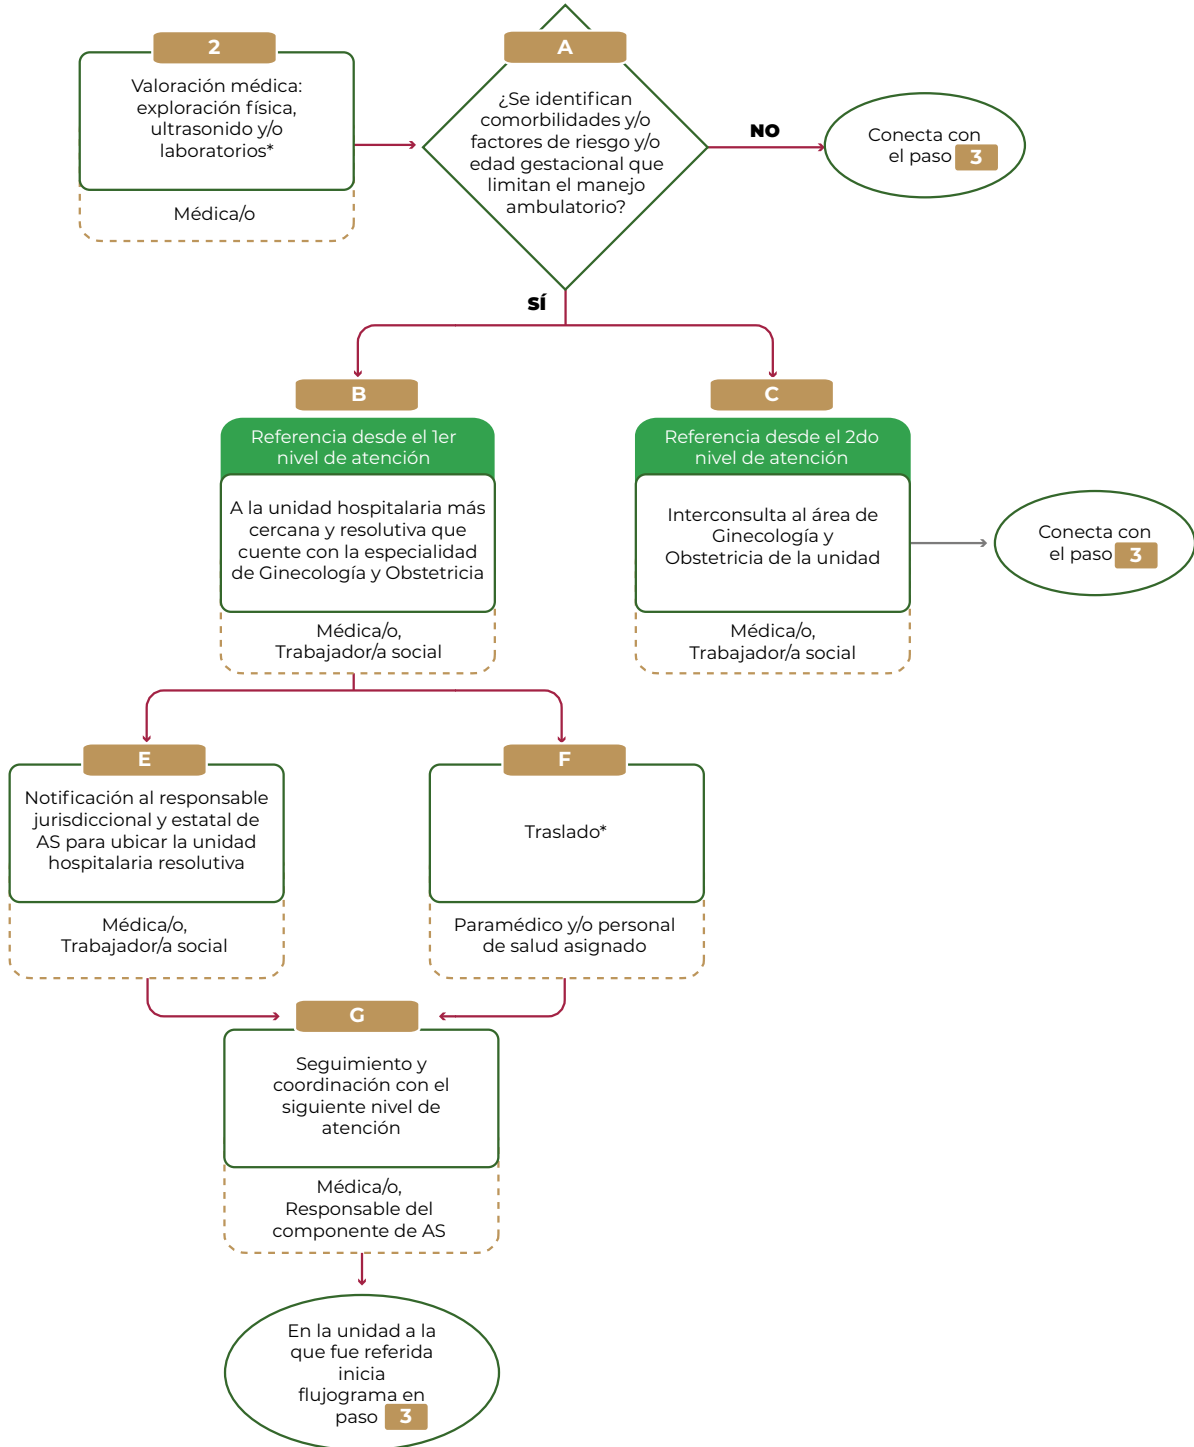 2
Valoración médica:
exploración física,
ultrasonido y/o
laboratorios*
Médica/o
A
¿Se identifican
comorbilidades y/o
factores de riesgo y/o
edad gestacional que
limitan el manejo
ambulatorio?
NO
Conecta con
el paso 3
SÍ
B
Referencia desde el 1er
nivel de atención
A la unidad hospitalaria más
cercana y resolutiva que
cuente con la especialidad
de Ginecología y Obstetricia
Médica/o,
Trabajador/a social
C
Referencia desde el 2do
nivel de atención
Interconsulta al área de
Ginecología y
Obstetricia de la unidad
Médica/o,
Trabajador/a social
Conecta con
el paso 3
E
Notificación al responsable
jurisdiccional y estatal de
AS para ubicar la unidad
hospitalaria resolutiva
Médica/o,
Trabajador/a social
F
Traslado*
Paramédico y/o personal
de salud asignado
G
Seguimiento y
coordinación con el
siguiente nivel de
atención
Médica/o,
Responsable del
componente de AS
En la unidad a la
que fue referida
inicia
flujograma en
paso 3